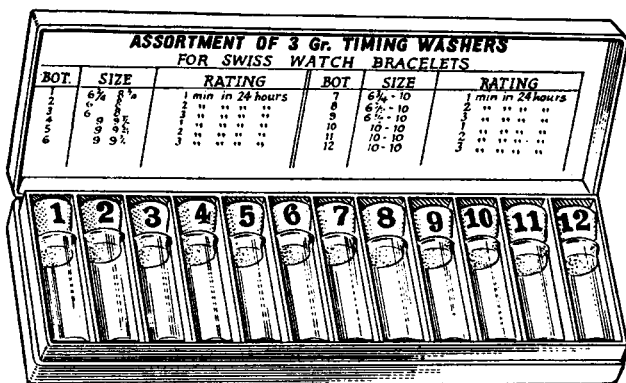 ASSORTMENT OF 3 Gr. TIMING WASHERS
FOR SWISS WATCH BRACELETS
BOT. SIZE RATING BOT SIZE RATING
1 6¾ 8¾ 1 min in 24 hours 7 6¾-10 1 min in 24 hours
2 6 8 2 " " " " 8 6½-10 2 " " " "
3 6 8 3 " " " " 9 10 3 " " " "
4 9 9½ 1 " " " " 10 10-10 1 " " " "
5 9 9½ 2 " " " " 11 10-10 2 " " " "
6 9 9½ 3 " " " " 12 10-10 3 " " " "
1 2 3 4 5 6 7 8 9 10 11 12